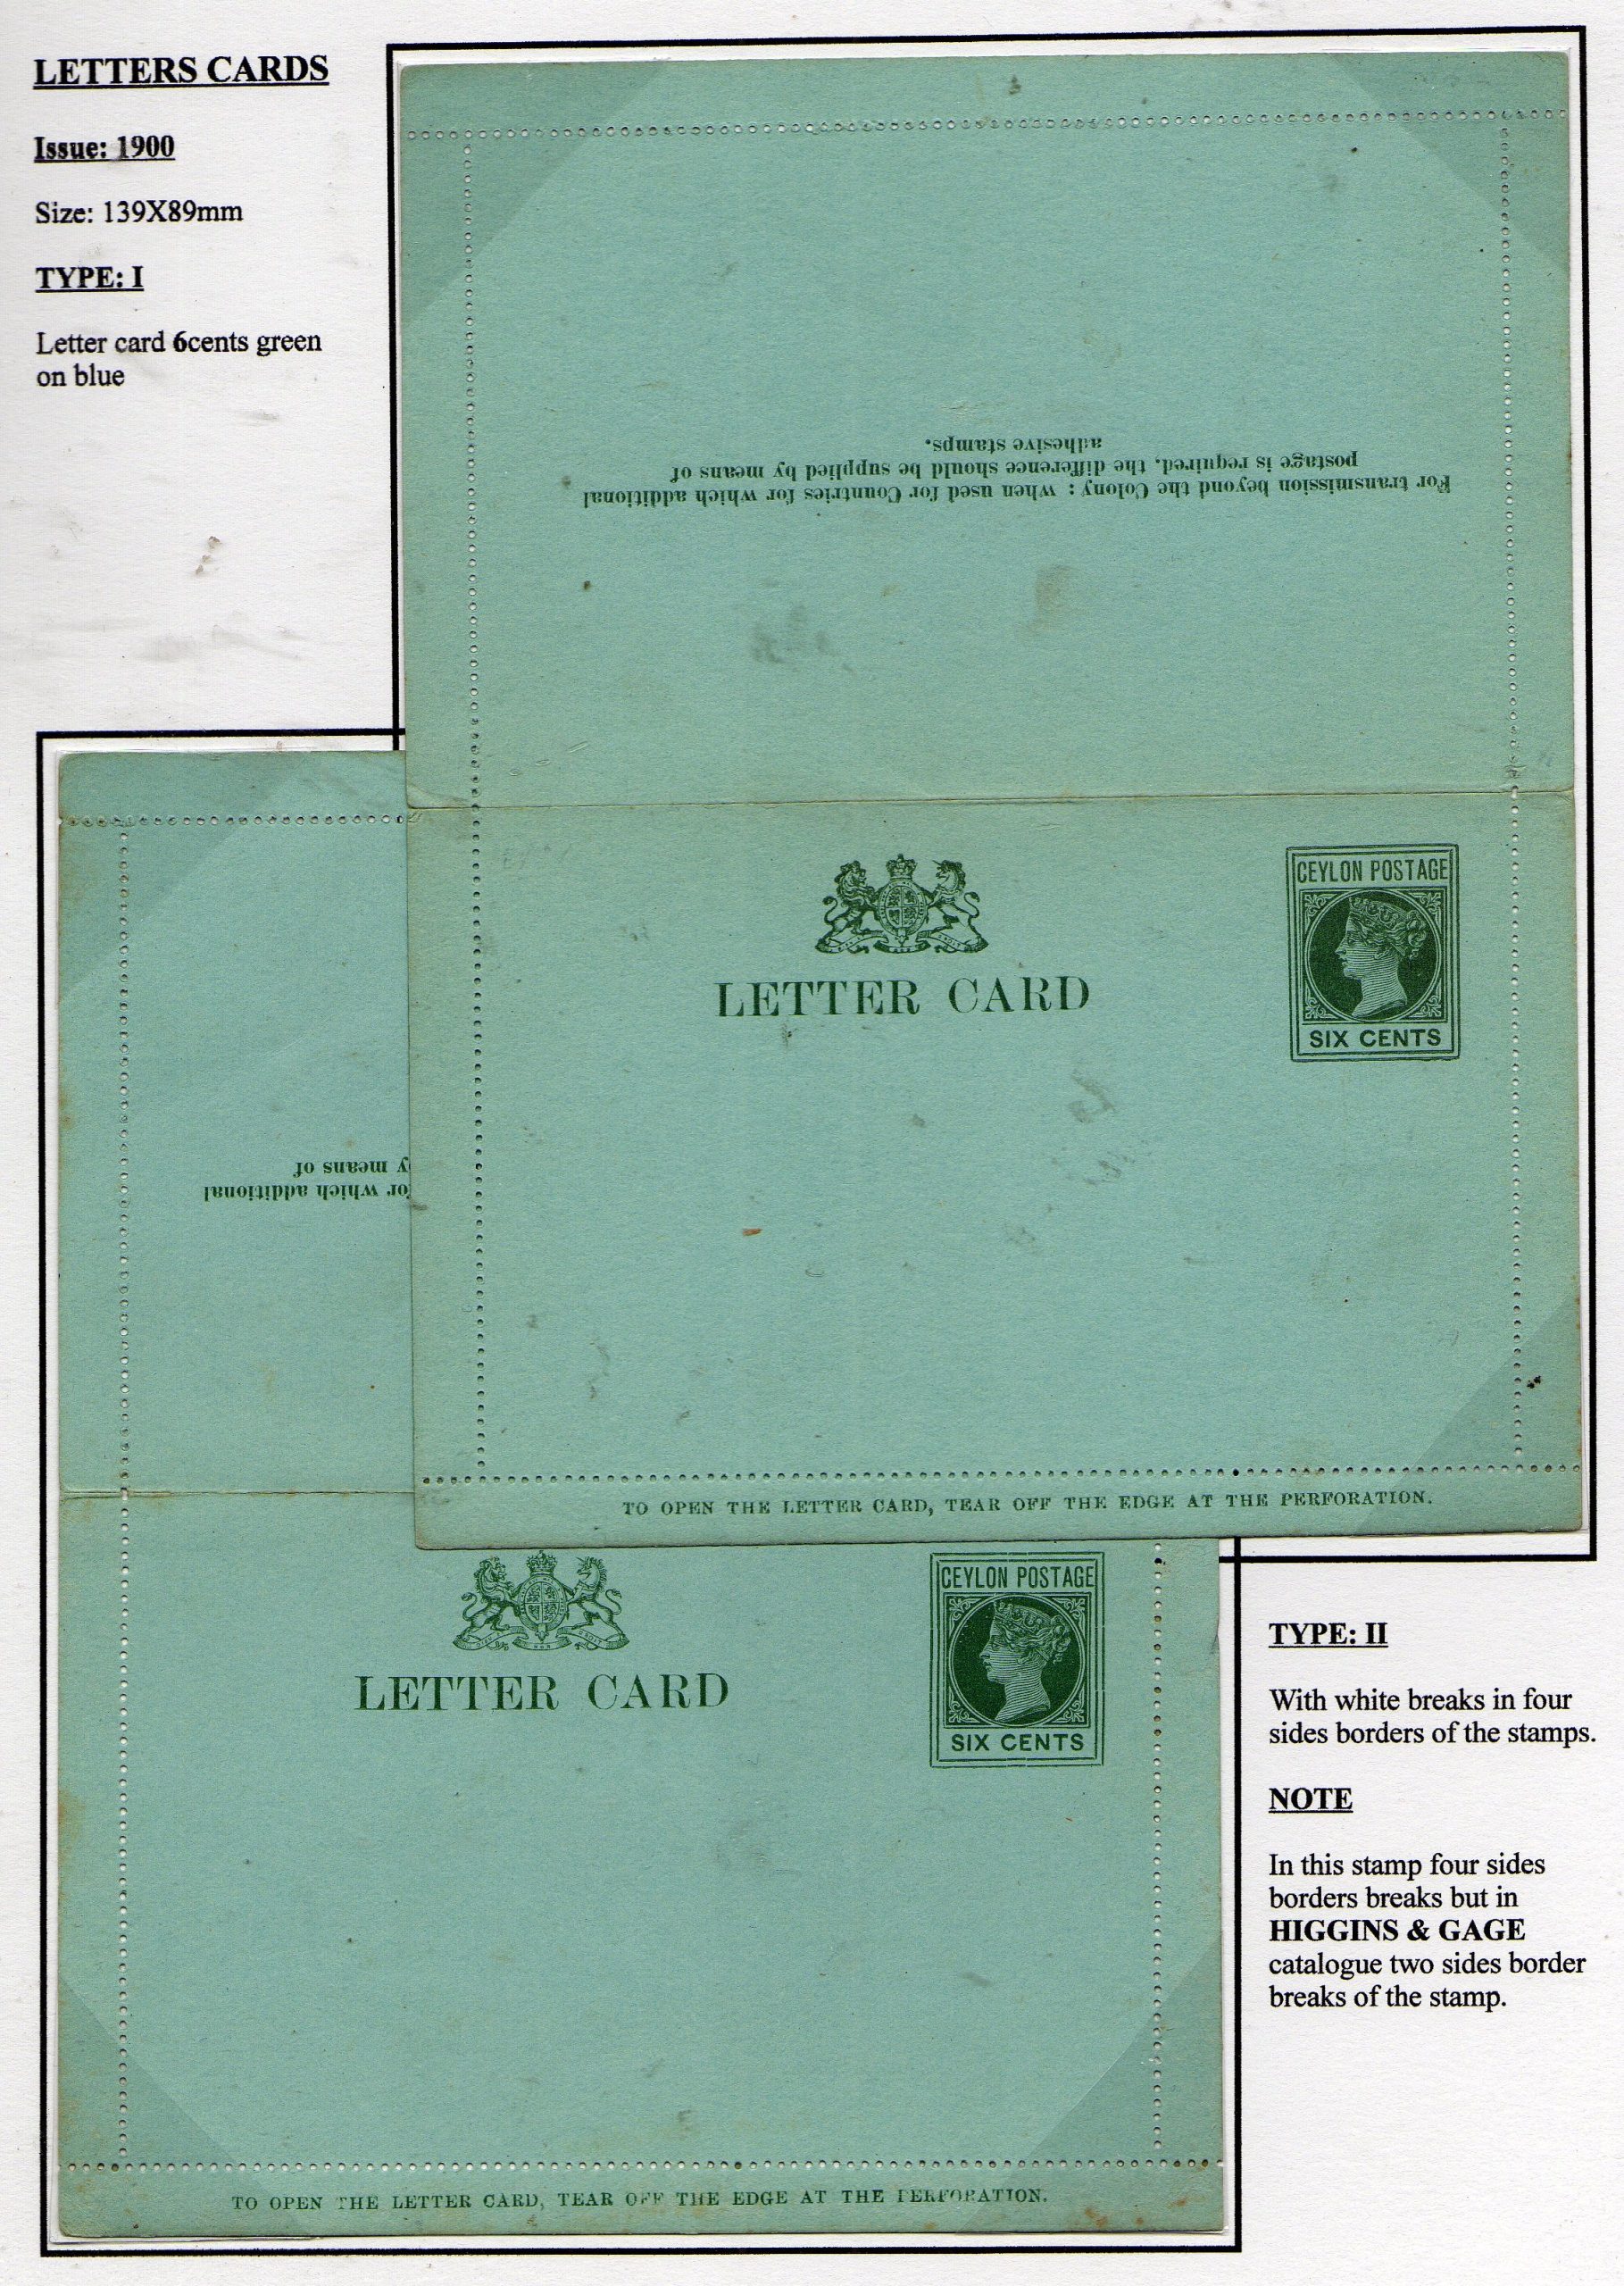 LETTERS CARDS
Issue: 1900
Size: 139X89mm
TYPE: I
Letter card 6cents green
on blue
For transmission beyond the Colony : when used for Countries for which additional
postage is required, the difference should be supplied by means of
adhesive stamps.
CEYLON POSTAGE
SIX CENTS
LETTER CARD
TO OPEN THE LETTER CARD, TEAR OFF THE EDGE AT THE PERFORATION.
for which additional
y means of
CEYLON POSTAGE
SIX CENTS
LETTER CARD
TO OPEN THE LETTER CARD, TEAR OFF THE EDGE AT THE PERFORATION.
TYPE: II
With white breaks in four
sides borders of the stamps.
NOTE
In this stamp four sides
borders breaks but in
HIGGINS & GAGE
catalogue two sides border
breaks of the stamp.